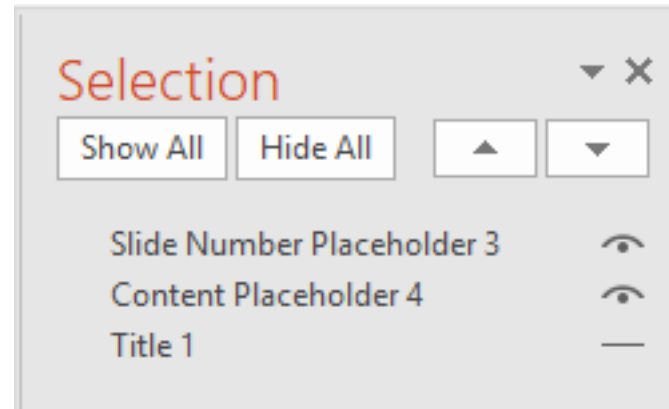 Selection
Show All Hide All
Slide Number Placeholder 3
Content Placeholder 4
Title 1